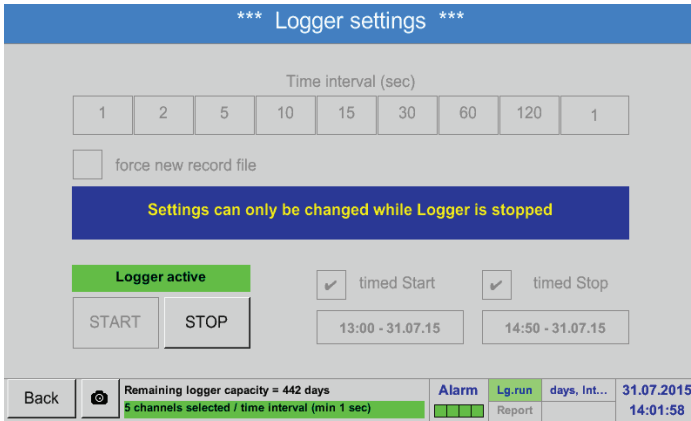 *** Logger settings ***
Time interval (sec)
1 2 5 10 15 30 60 120 1
force new record file
Settings can only be changed while Logger is stopped
Logger active
timed Start
timed Stop
START STOP
13:00 - 31.07.15
14:50 - 31.07.15
Back
Remaining logger capacity = 442 days
5 channels selected / time interval (min 1 sec)
Alarm
Lg.run
days, Int...
31.07.2015
Report
14:01:58